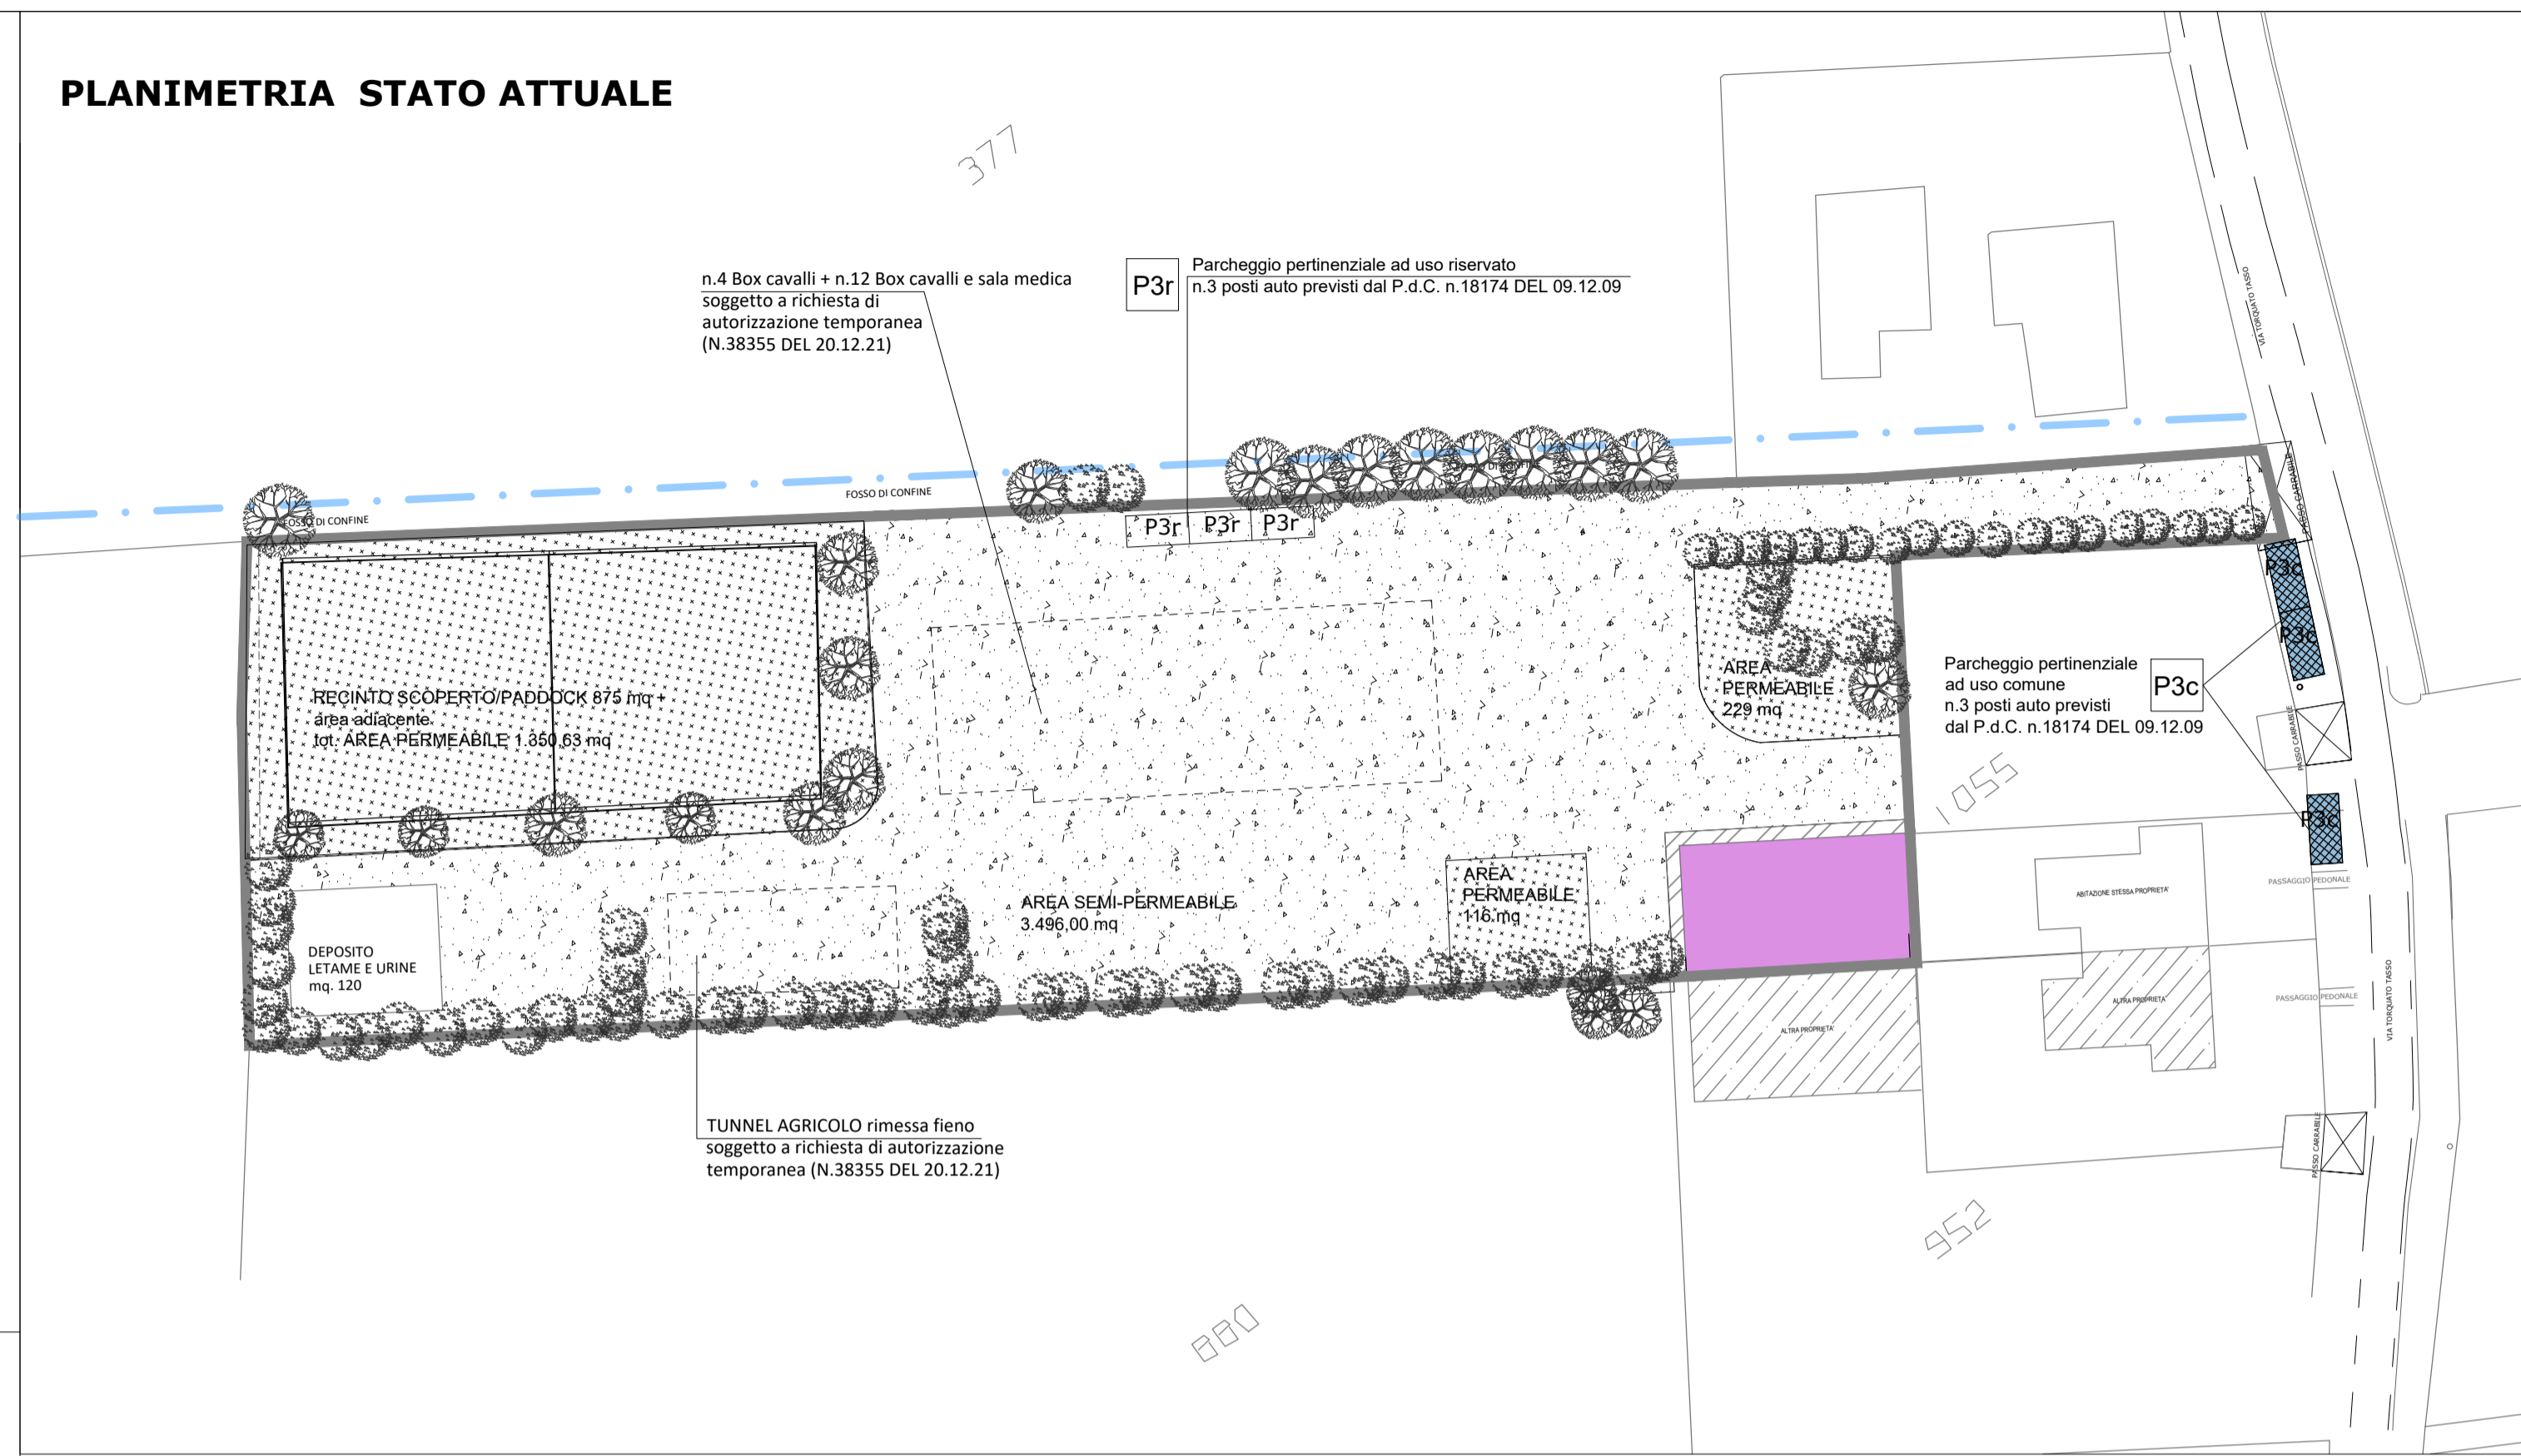 PLANIMETRIA STATO ATTUALE
377
n.4 Box cavalli + n.12 Box cavalli e sala medica
soggetto a richiesta di
autorizzazione temporanea
(N.38355 DEL 20.12.21)
P3r
Parcheggio pertinenziale ad uso riservato
n.3 posti auto previsti dal P.d.C. n.18174 DEL 09.12.09
VIA TORQUATO TASSO
FOSSO DI CONFINE
FOSSO DI CONFINE
FOSSO DI CONFINE
PASSO CARRABILE
P3r
P3r
P3r
P3c
P3c
RECINTO SCOPERTO/PADDOCK 875 mq +
area adiacente
tot. AREA PERMEABILE 1.350,63 mq
AREA
PERMEABILE
229 mq
Parcheggio pertinenziale
ad uso comune
n.3 posti auto previsti
dal P.d.C. n.18174 DEL 09.12.09
P3c
PASSO CARRABILE
1055
P3c
AREA SEMI-PERMEABILE
3.496,00 mq
AREA
PERMEABILE
116 mq
ABITAZIONE STESSA PROPRIETA'
PASSAGGIO PEDONALE
DEPOSITO
LETAME E URINE
mq. 120
ALTRA PROPRIETA'
ALTRA PROPRIETA'
PASSAGGIO PEDONALE
VIA TORQUATO TASSO
TUNNEL AGRICOLO rimessa fieno
soggetto a richiesta di autorizzazione
temporanea (N.38355 DEL 20.12.21)
PASSO CARRABILE
952
880